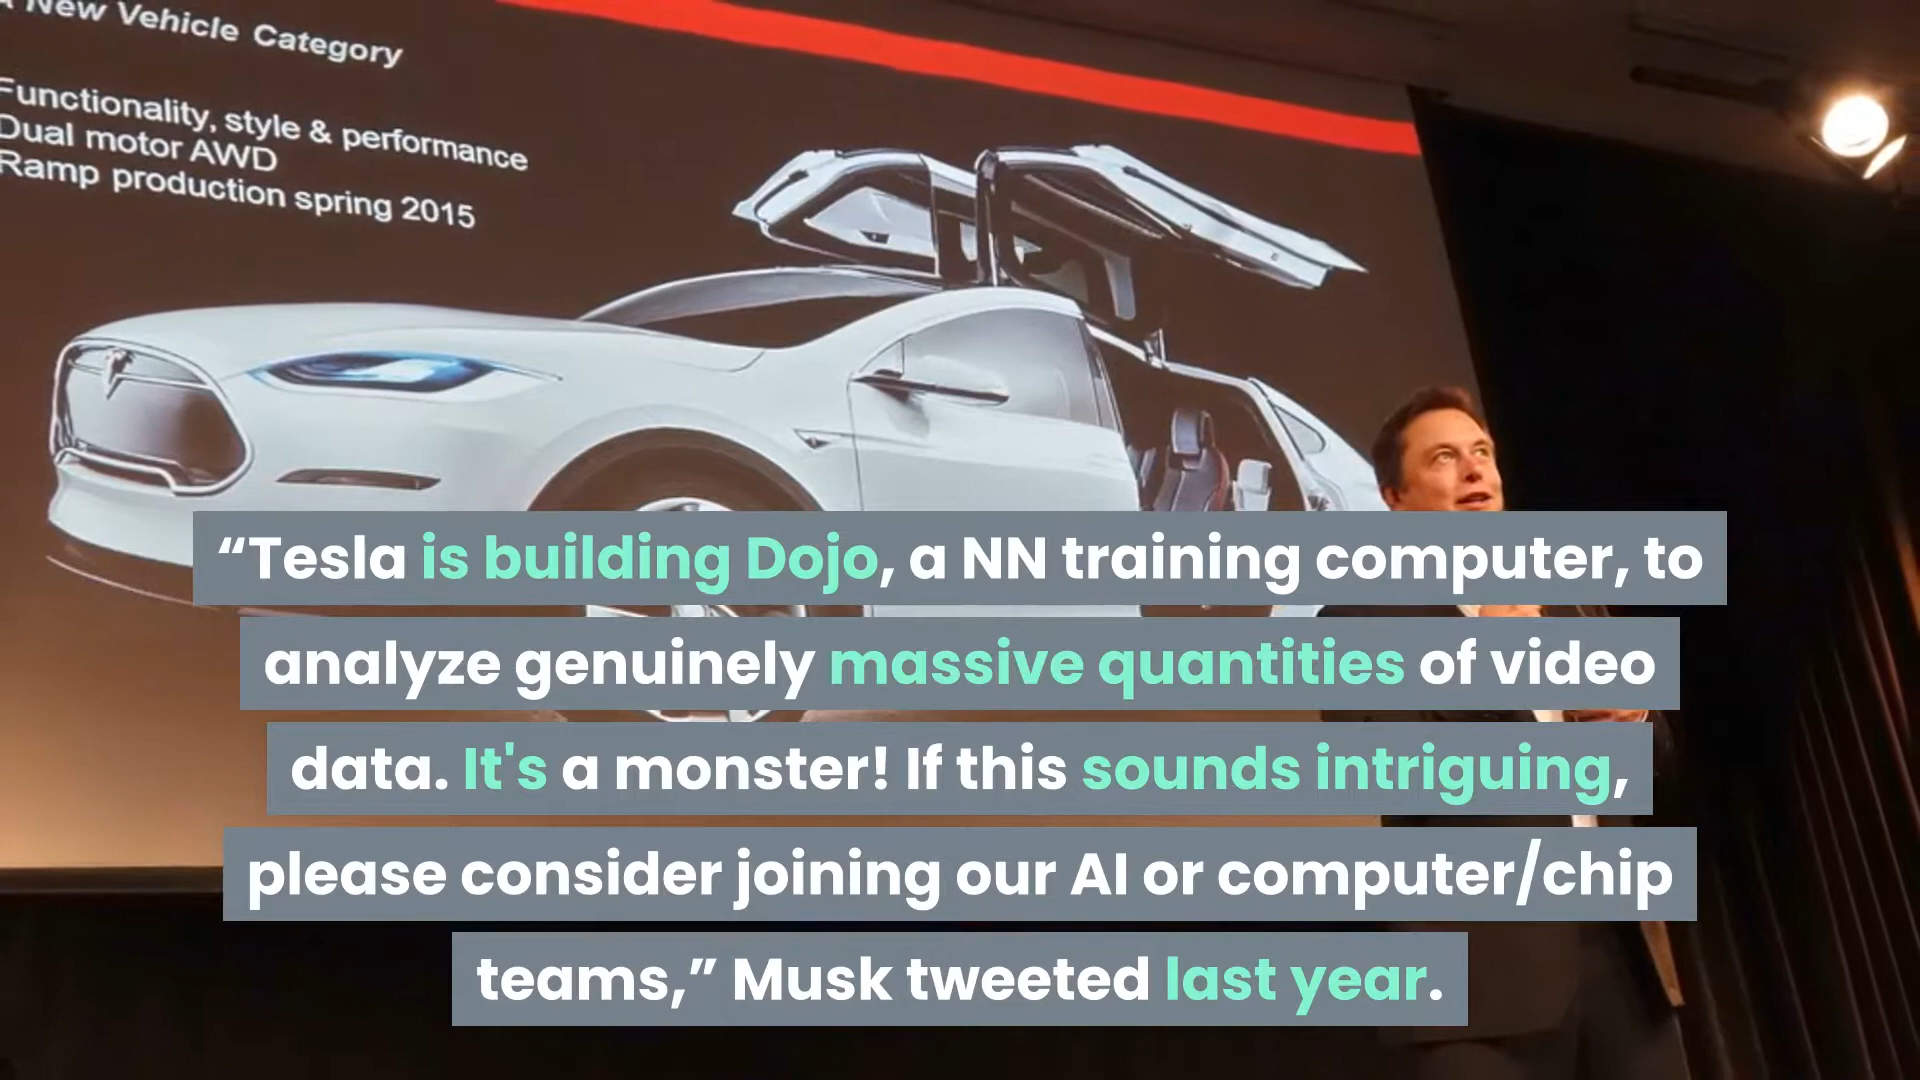 New Vehicle Category
Functionality, style & performance
Dual motor AWD
Ramp production spring 2015
“Tesla is building Dojo, a NN training computer, to
analyze genuinely massive quantities of video
data. It's a monster! If this sounds intriguing,
please consider joining our AI or computer/chip
teams,” Musk tweeted last year.